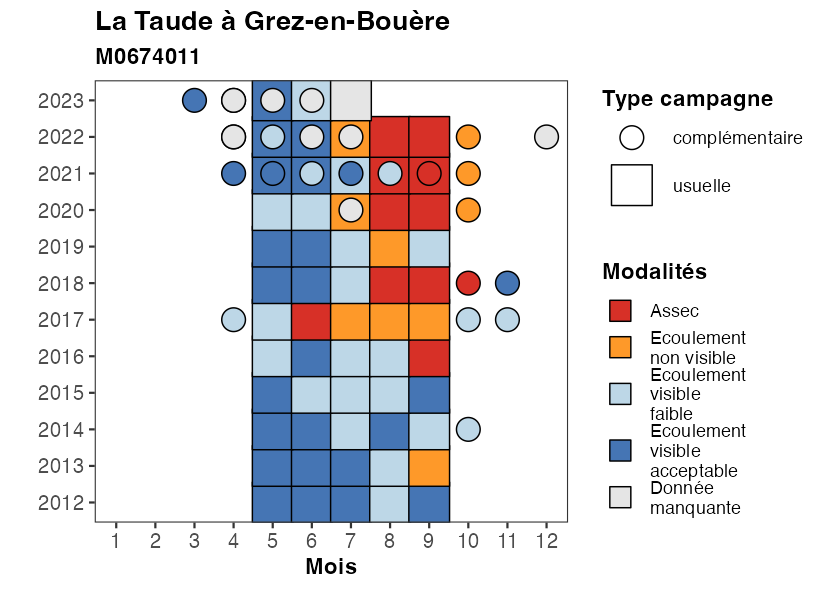 La Taude à Grez-en-Bouère
M0674011
2023
2022
2021
2020
2019
2018
2017
2016
2015
2014
2013
2012
1 2 3 4 5 6 7 8 9 10 11 12
Mois
Type campagne
complémentaire
usuelle
Modalités
Assec
Ecoulement
non visible
Ecoulement
visible
faible
Ecoulement
visible
acceptable
Donnée
manquante